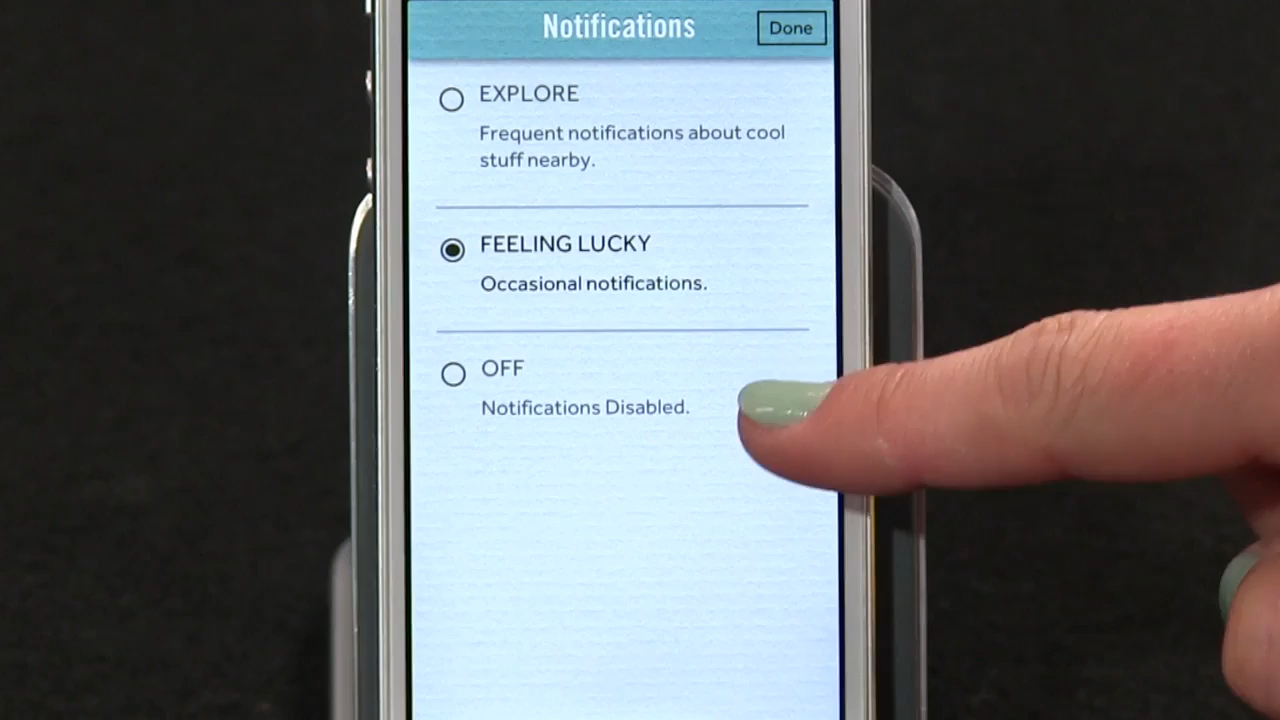 Notifications
Done
EXPLORE
Frequent notifications about cool
stuff nearby.
FEELING LUCKY
Occasional notifications.
OFF
Notifications Disabled.